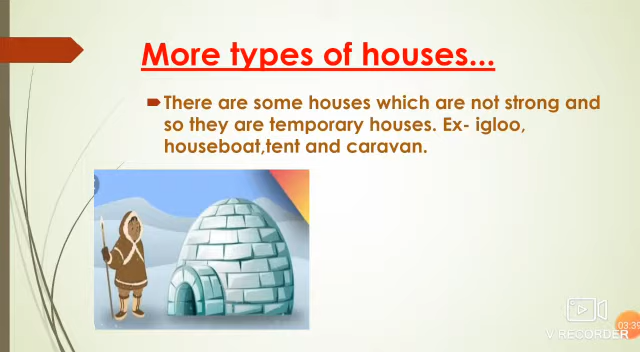 More types of houses...
There are some houses which are not strong and
so they are temporary houses. Ex- igloo,
houseboat,tent and caravan.
V RECORDER
03:39